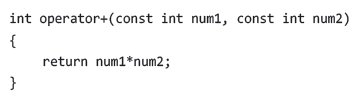 int operator+(const int num1, const int num2)
{
    return num1*num2;
}